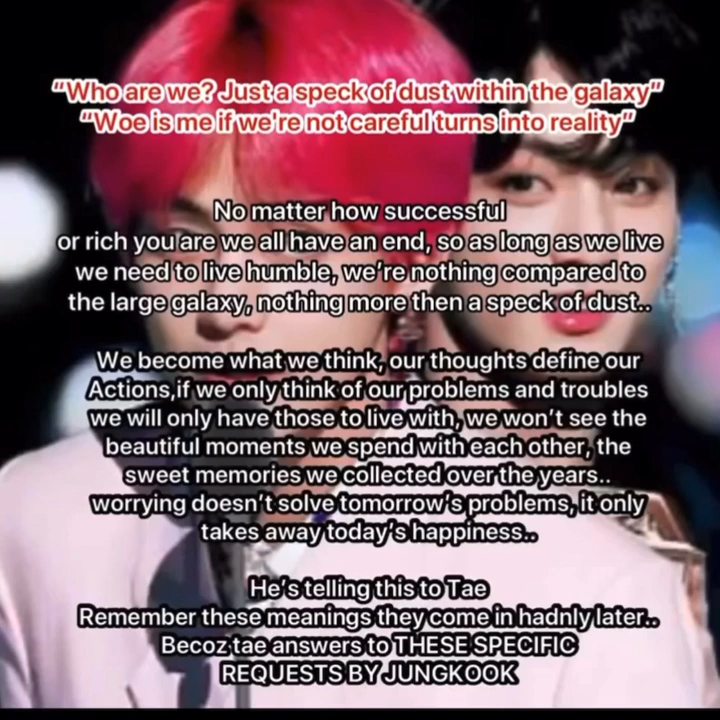 “Who are we? Just a speck of dust within the galaxy”
“Woe is me if we're not careful turns into reality”
No matter how successful
or rich you are we all have an end, so as long as we live
we need to live humble, we’re nothing compared to
the large galaxy, nothing more then a speck of dust..
We become what we think, our thoughts define our
Actions,if we only think of our problems and troubles
we will only have those to live with, we won’t see the
beautiful moments we spend with each other, the
sweet memories we collected over the years..
worrying doesn’t solve tomorrow’s problems, it only
takes away today’s happiness..
He’s telling this to Tae
Remember these meanings they come in hadnly later..
Becoz tae answers to THESE SPECIFIC
REQUESTS BY JUNGKOOK